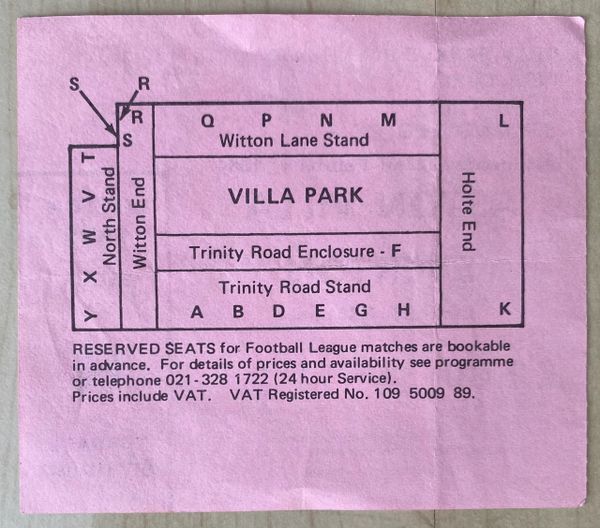 S R
R Q P N M L
S Witton Lane Stand
T
V
W
X
Y
North Stand
Witton End
VILLA PARK
Holte End
Trinity Road Enclosure - F
Trinity Road Stand
A B D E G H K
RESERVED SEATS for Football League matches are bookable
in advance. For details of prices and availability see programme
or telephone 021-328 1722 (24 hour Service).
Prices include VAT. VAT Registered No. 109 5009 89.